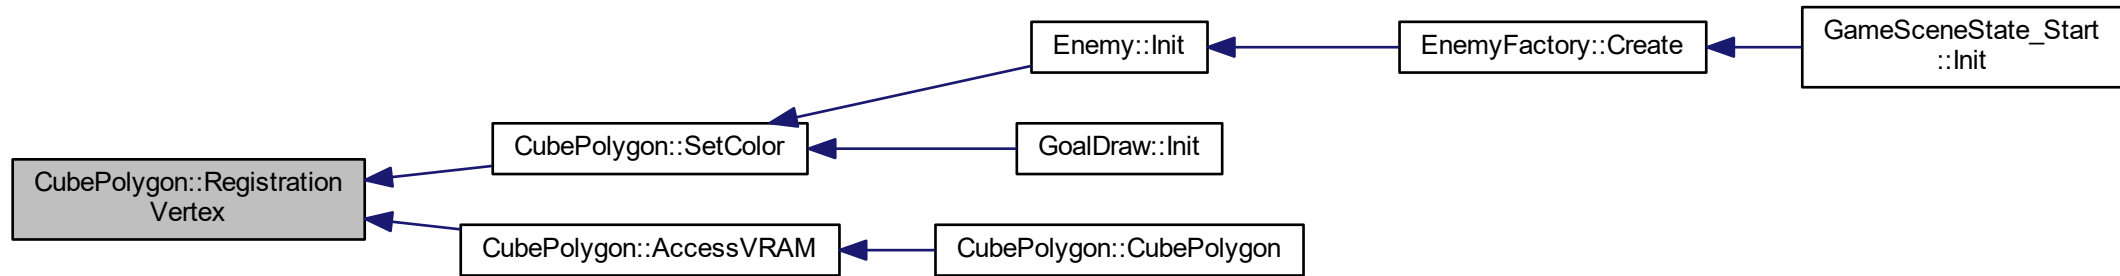 CubePolygon::Registration
Vertex
CubePolygon::SetColor
Enemy::Init
EnemyFactory::Create
GameSceneState_Start
::Init
GoalDraw::Init
CubePolygon::AccessVRAM
CubePolygon::CubePolygon